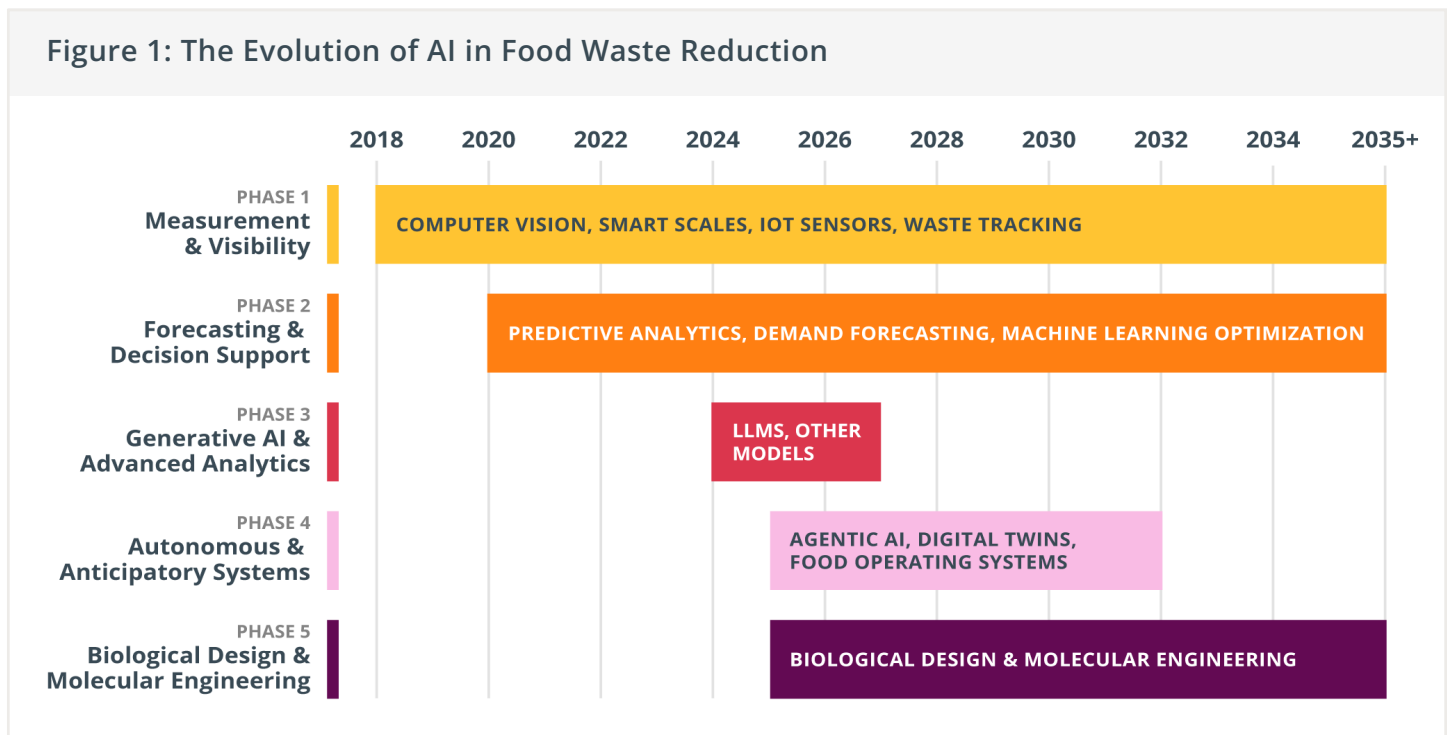 Figure 1: The Evolution of AI in Food Waste Reduction
2018 2020 2022 2024 2026 2028 2030 2032 2034 2035+
PHASE 1
Measurement
& Visibility
COMPUTER VISION, SMART SCALES, IOT SENSORS, WASTE TRACKING
PHASE 2
Forecasting &
Decision Support
PREDICTIVE ANALYTICS, DEMAND FORECASTING, MACHINE LEARNING OPTIMIZATION
PHASE 3
Generative AI &
Advanced Analytics
LLMS, OTHER
MODELS
PHASE 4
Autonomous &
Anticipatory Systems
AGENTIC AI, DIGITAL TWINS,
FOOD OPERATING SYSTEMS
PHASE 5
Biological Design &
Molecular Engineering
BIOLOGICAL DESIGN & MOLECULAR ENGINEERING